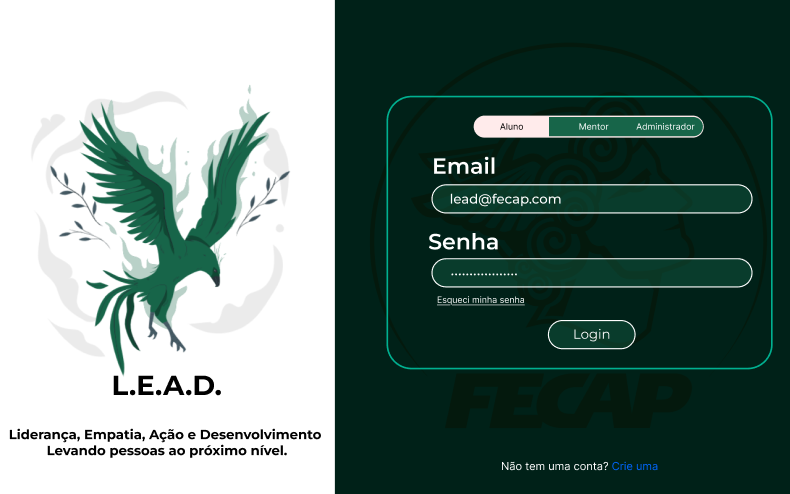 L.E.A.D.
Liderança, Empatia, Ação e Desenvolvimento
Levando pessoas ao próximo nível.
Aluno Mentor Administrador
Email
lead@fecap.com
Senha
Esqueci minha senha
Login
FECAP
Não tem uma conta? Crie uma